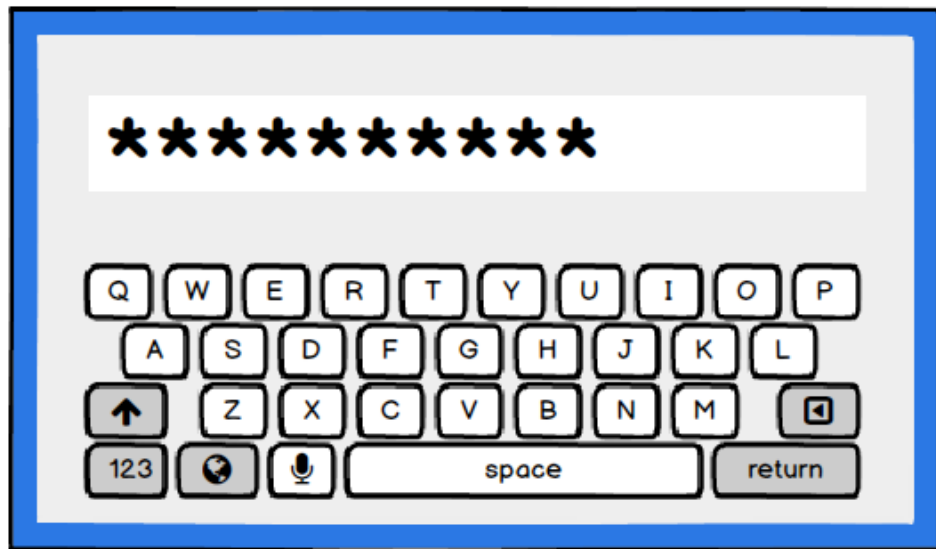 **********
Q W E R T Y U I O P
A S D F G H J K L
Z X C V B N M
123 space return